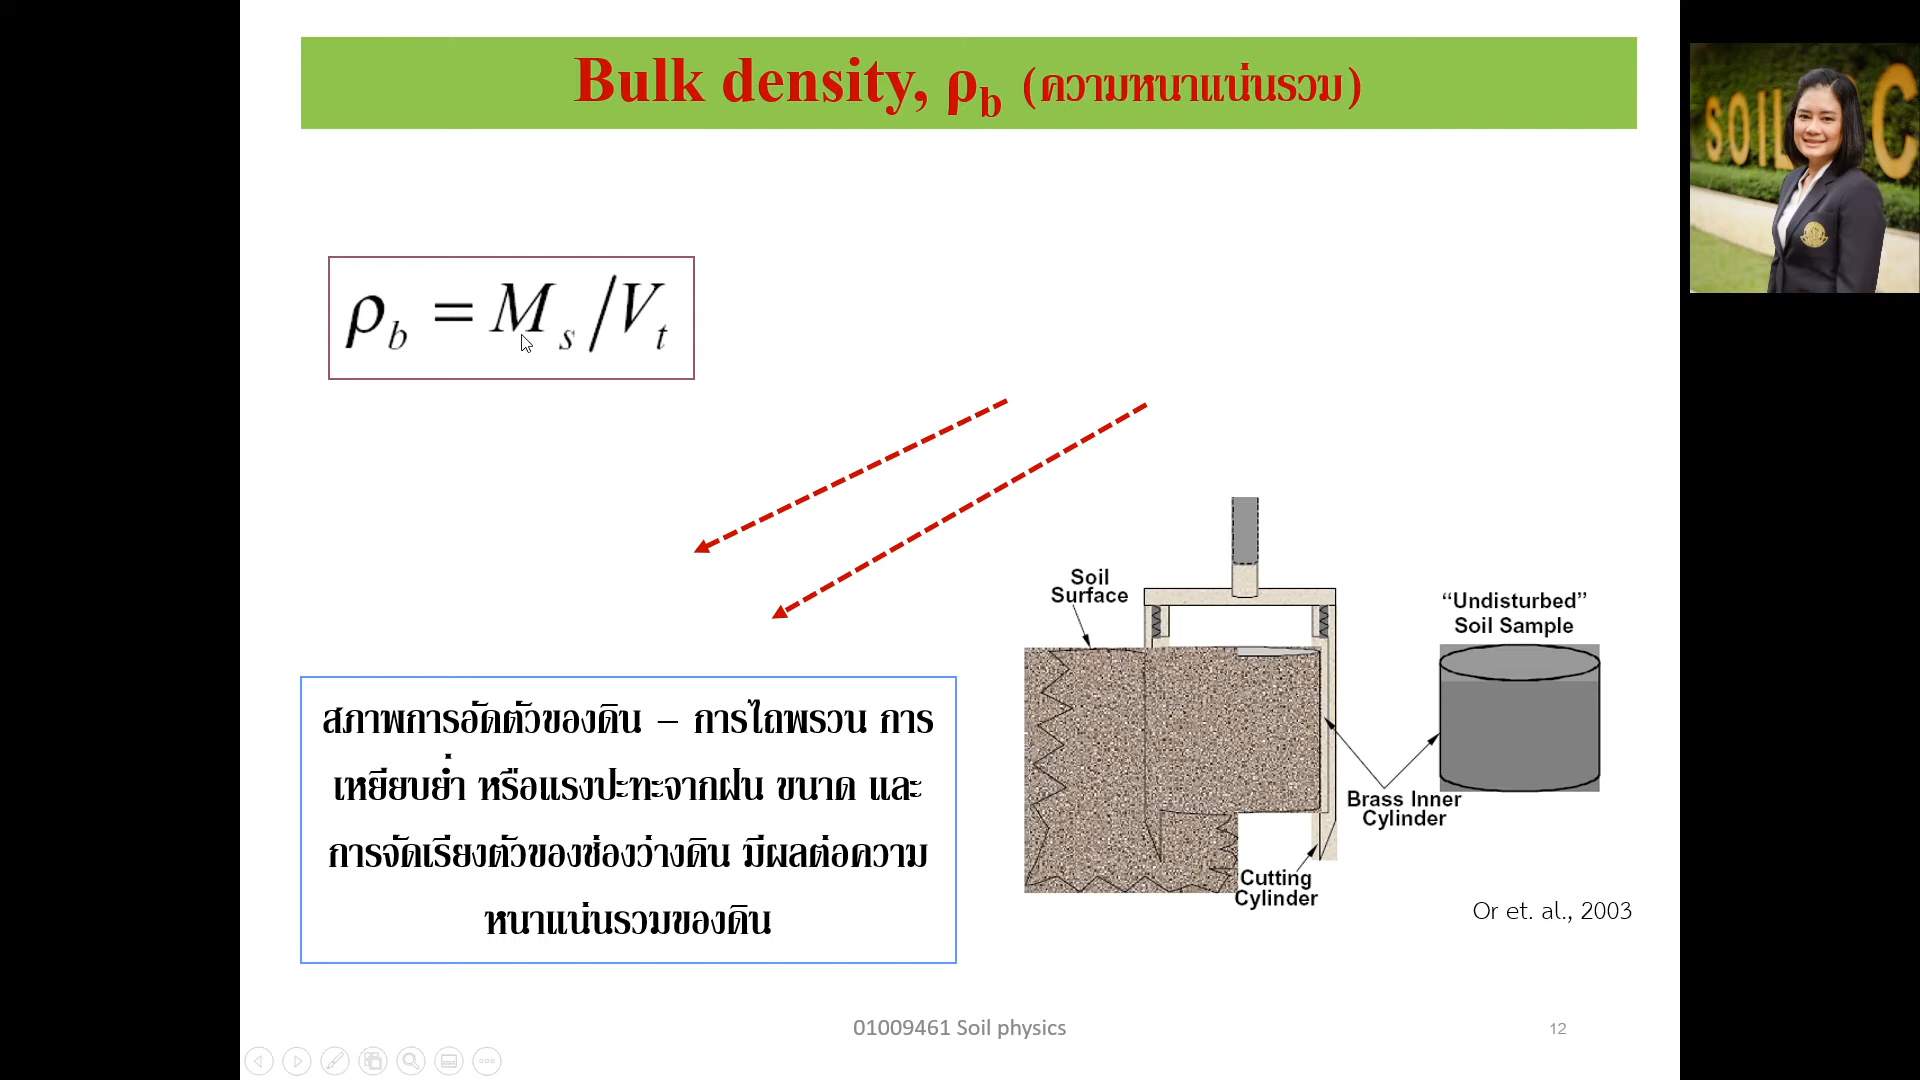 Bulk density, ρb (ความหนาแน่นรวม)
SOIL C
ρb = Ms/Vt
Soil
Surface
“Undisturbed”
Soil Sample
Brass Inner
Cylinder
Cutting
Cylinder
สภาพการอัดตัวของดิน – การไถพรวน การ
เหยียบย่ำ หรือแรงปะทะจากฝน ขนาด และ
การจัดเรียงตัวของช่องว่างดิน มีผลต่อความ
หนาแน่นรวมของดิน
Or et. al., 2003
01009461 Soil physics
12